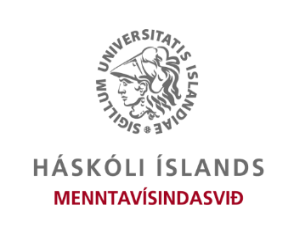 SIGILLUM UNIVERSITATIS ISLANDIAE
HÁSKÓLI ÍSLANDS
MENNTAVÍSINDASVIÐ